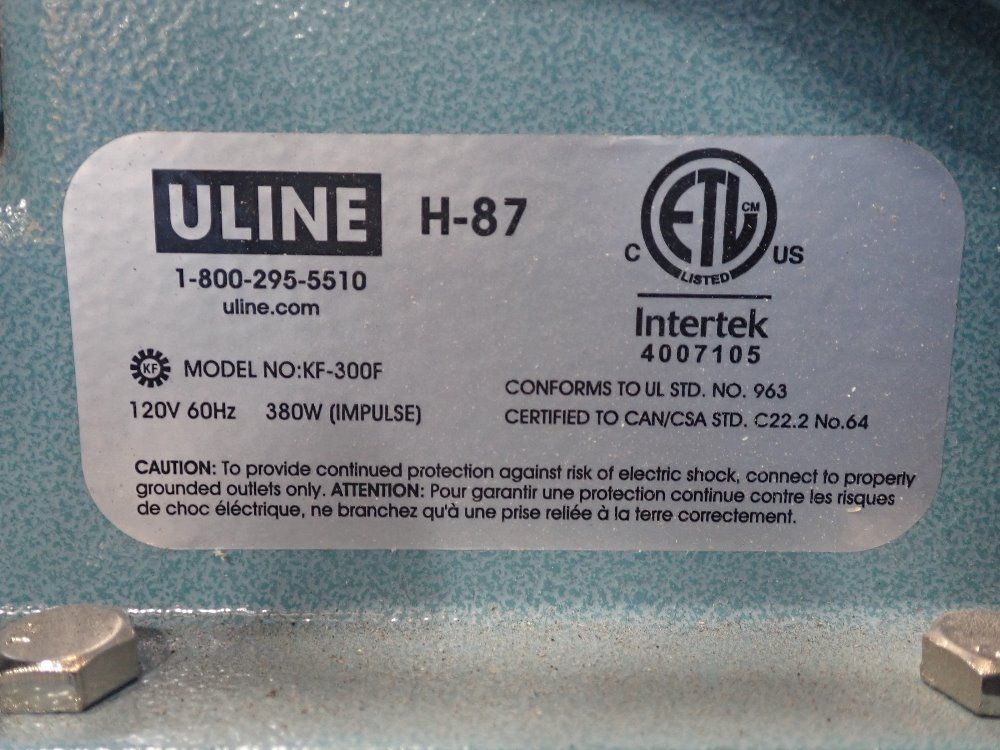 ULINE H-87
1-800-295-5510
uline.com
C ETL CM US
LISTED
Intertek
4007105
KF MODEL NO:KF-300F
120V 60Hz 380W (IMPULSE)
CONFORMS TO UL STD. NO. 963
CERTIFIED TO CAN/CSA STD. C22.2 No.64
CAUTION: To provide continued protection against risk of electric shock, connect to properly
grounded outlets only. ATTENTION: Pour garantir une protection continue contre les risques
de choc éléctrique, ne branchez qu'à une prise reliée à la terre correctement.